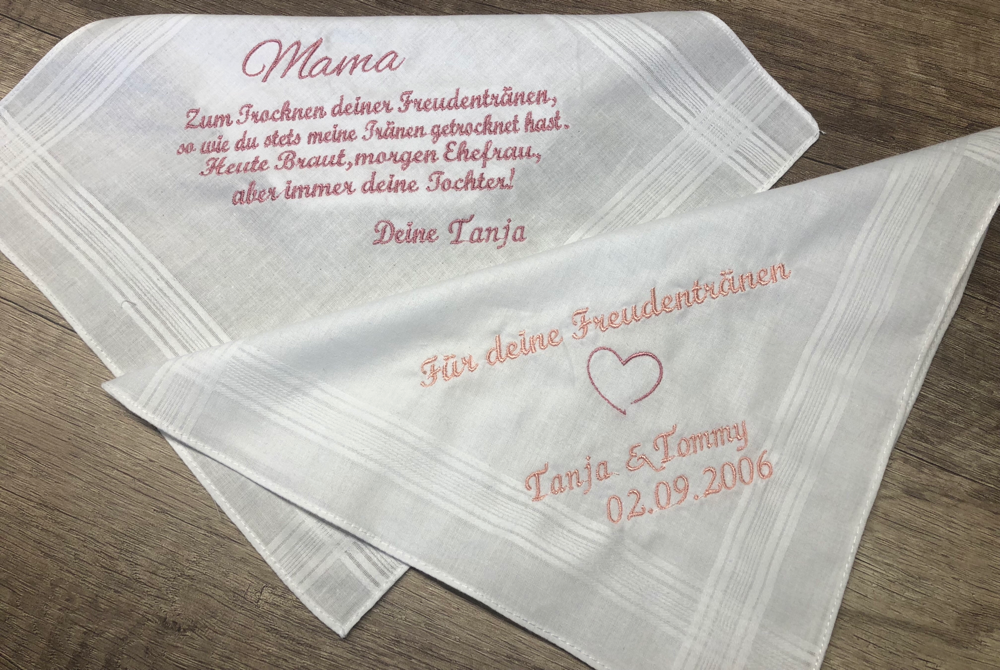 Mama
Zum Trocknen deiner Freudentränen,
so wie du stets meine Tränen getrocknet hast.
Heute Braut, morgen Ehefrau,
aber immer deine Tochter!
Deine Tanja
Für deine Freudentränen
Tanja & Tommy
02.09.2006